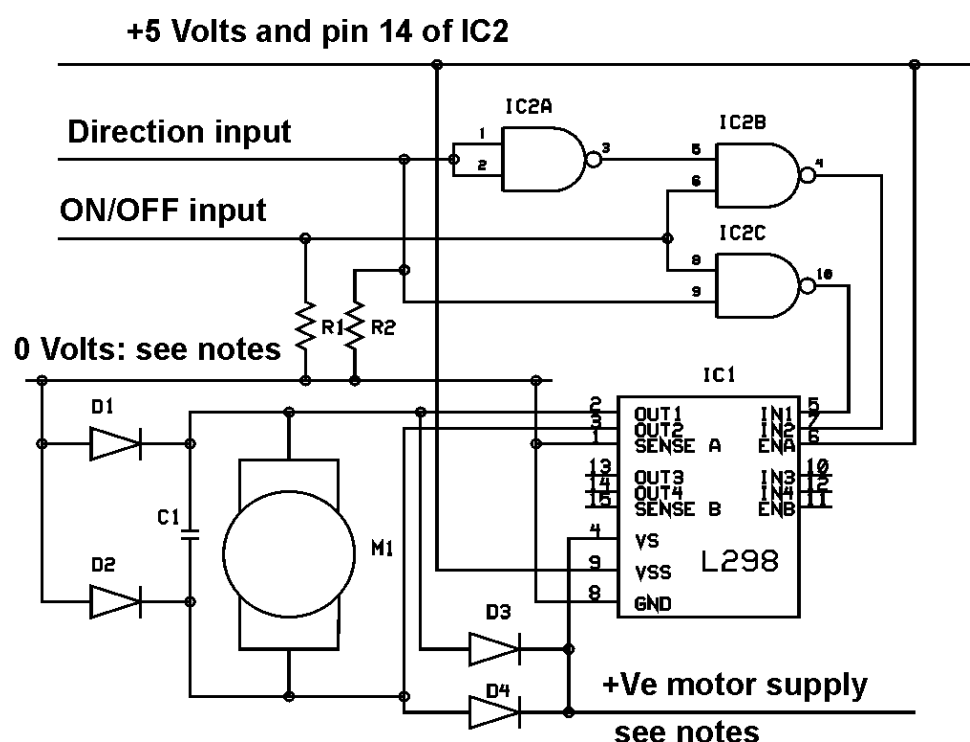 +5 Volts and pin 14 of IC2
IC2A
Direction input
1
2
3
IC2B
5
6
4
ON/OFF input
IC2C
8
9
10
R1
R2
0 Volts: see notes
IC1
D1
2 OUT1 IN1 5
3 OUT2 IN2 7
1 SENSE A ENA 6
13 OUT3 IN3 10
14 OUT4 IN4 12
15 SENSE B ENB 11
C1
M1
4 VS
9 VSS
L298
8 GND
D2
D3
D4
+Ve motor supply
see notes